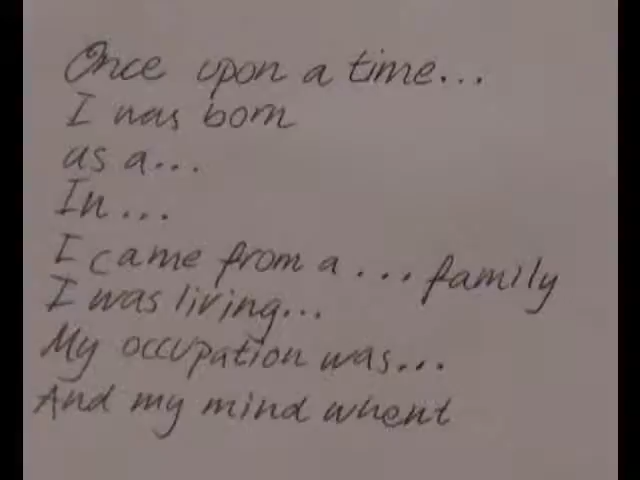 Once upon a time...
I was born
as a...
In...
I came from a ... family
I was living...
My occupation was...
And my mind whent